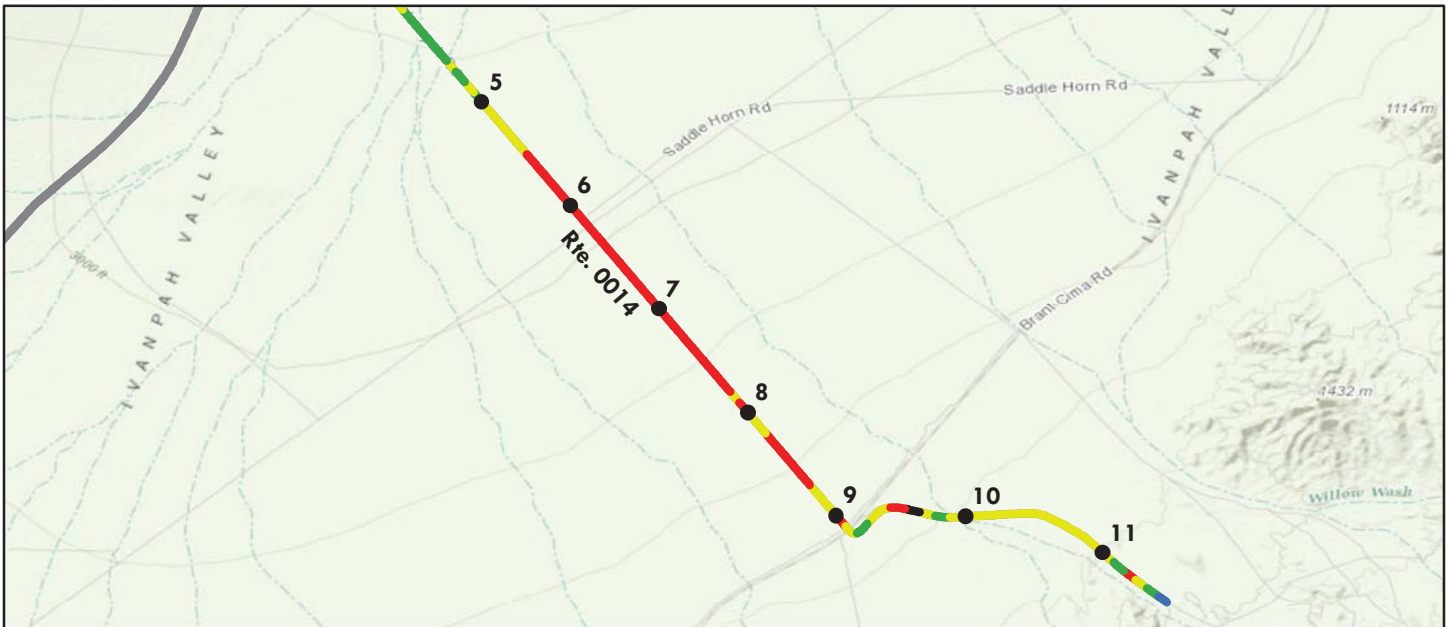 5
Saddle Horn Rd
Saddle Horn Rd
1114 m
IVANPAH VALL
IVANPAH VALLEY
6
Rte. 0014
3000 ft
7
Brant-Cima Rd
8
1432 m
9
10
Willow Wash
11